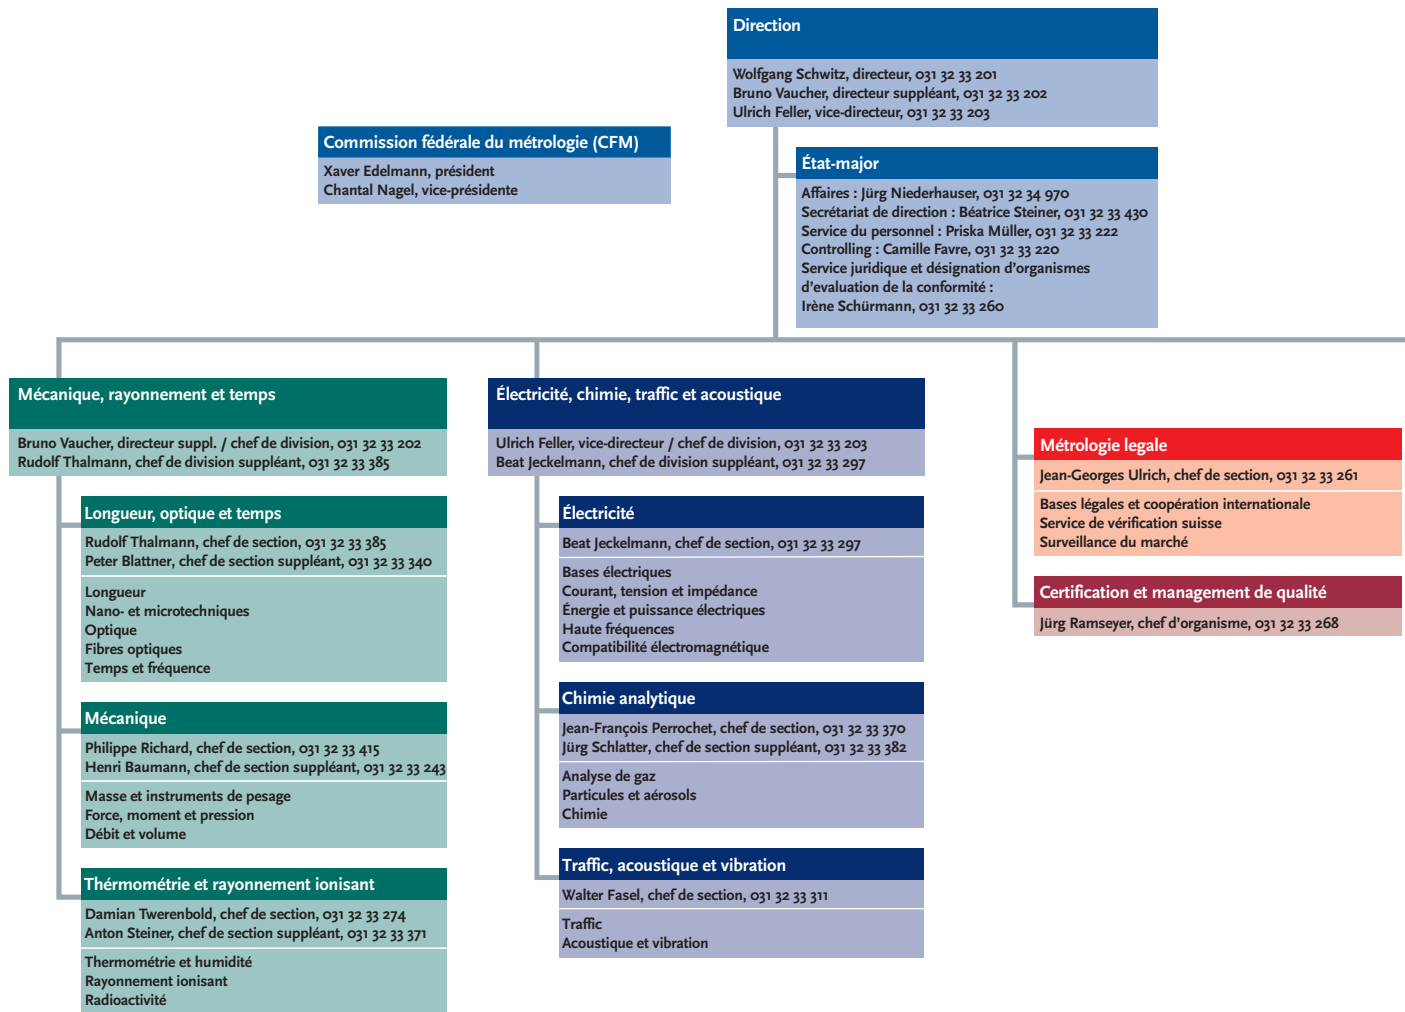 Direction
Wolfgang Schwitz, directeur, 031 32 33 201
Bruno Vaucher, directeur suppléant, 031 32 33 202
Ulrich Feller, vice-directeur, 031 32 33 203
Commission fédérale du métrologie (CFM)
Xaver Edelmann, président
Chantal Nagel, vice-présidente
État-major
Affaires : Jürg Niederhauser, 031 32 34 970
Secrétariat de direction : Béatrice Steiner, 031 32 33 430
Service du personnel : Priska Müller, 031 32 33 222
Controlling : Camille Favre, 031 32 33 220
Service juridique et désignation d’organismes
d’evaluation de la conformité :
Irène Schürmann, 031 32 33 260
Mécanique, rayonnement et temps
Bruno Vaucher, directeur suppl. / chef de division, 031 32 33 202
Rudolf Thalmann, chef de division suppléant, 031 32 33 385
Longueur, optique et temps
Rudolf Thalmann, chef de section, 031 32 33 385
Peter Blattner, chef de section suppléant, 031 32 33 340
Longueur
Nano- et microtechniques
Optique
Fibres optiques
Temps et fréquence
Mécanique
Philippe Richard, chef de section, 031 32 33 415
Henri Baumann, chef de section suppléant, 031 32 33 243
Masse et instruments de pesage
Force, moment et pression
Débit et volume
Thérmométrie et rayonnement ionisant
Damian Twerenbold, chef de section, 031 32 33 274
Anton Steiner, chef de section suppléant, 031 32 33 371
Thermométrie et humidité
Rayonnement ionisant
Radioactivité
Électricité, chimie, traffic et acoustique
Ulrich Feller, vice-directeur / chef de division, 031 32 33 203
Beat Jeckelmann, chef de division suppléant, 031 32 33 297
Électricité
Beat Jeckelmann, chef de section, 031 32 33 297
Bases électriques
Courant, tension et impédance
Énergie et puissance électriques
Haute fréquences
Compatibilité électromagnétique
Chimie analytique
Jean-François Perrochet, chef de section, 031 32 33 370
Jürg Schlatter, chef de section suppléant, 031 32 33 382
Analyse de gaz
Particules et aérosols
Chimie
Traffic, acoustique et vibration
Walter Fasel, chef de section, 031 32 33 311
Traffic
Acoustique et vibration
Métrologie legale
Jean-Georges Ulrich, chef de section, 031 32 33 261
Bases légales et coopération internationale
Service de vérification suisse
Surveillance du marché
Certification et management de qualité
Jürg Ramseyer, chef d’organisme, 031 32 33 268